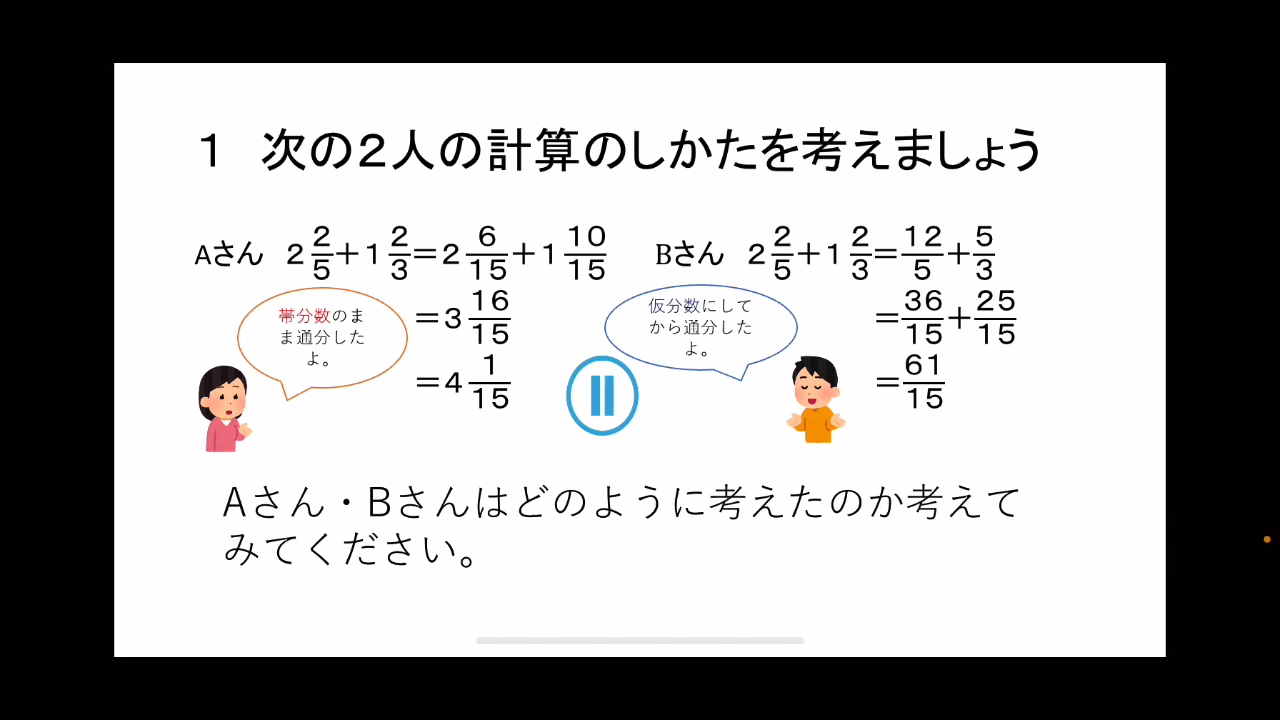 １　次の２人の計算のしかたを考えましょう
Aさん 2 2/5＋1 2/3＝2 6/15＋1 10/15
＝3 16/15
＝4 1/15
帯分数のま
ま通分した
よ。
Bさん 2 2/5＋1 2/3＝12/5＋5/3
＝36/15＋25/15
＝61/15
仮分数にして
から通分した
よ。
Aさん・Bさんはどのように考えたのか考えて
みてください。